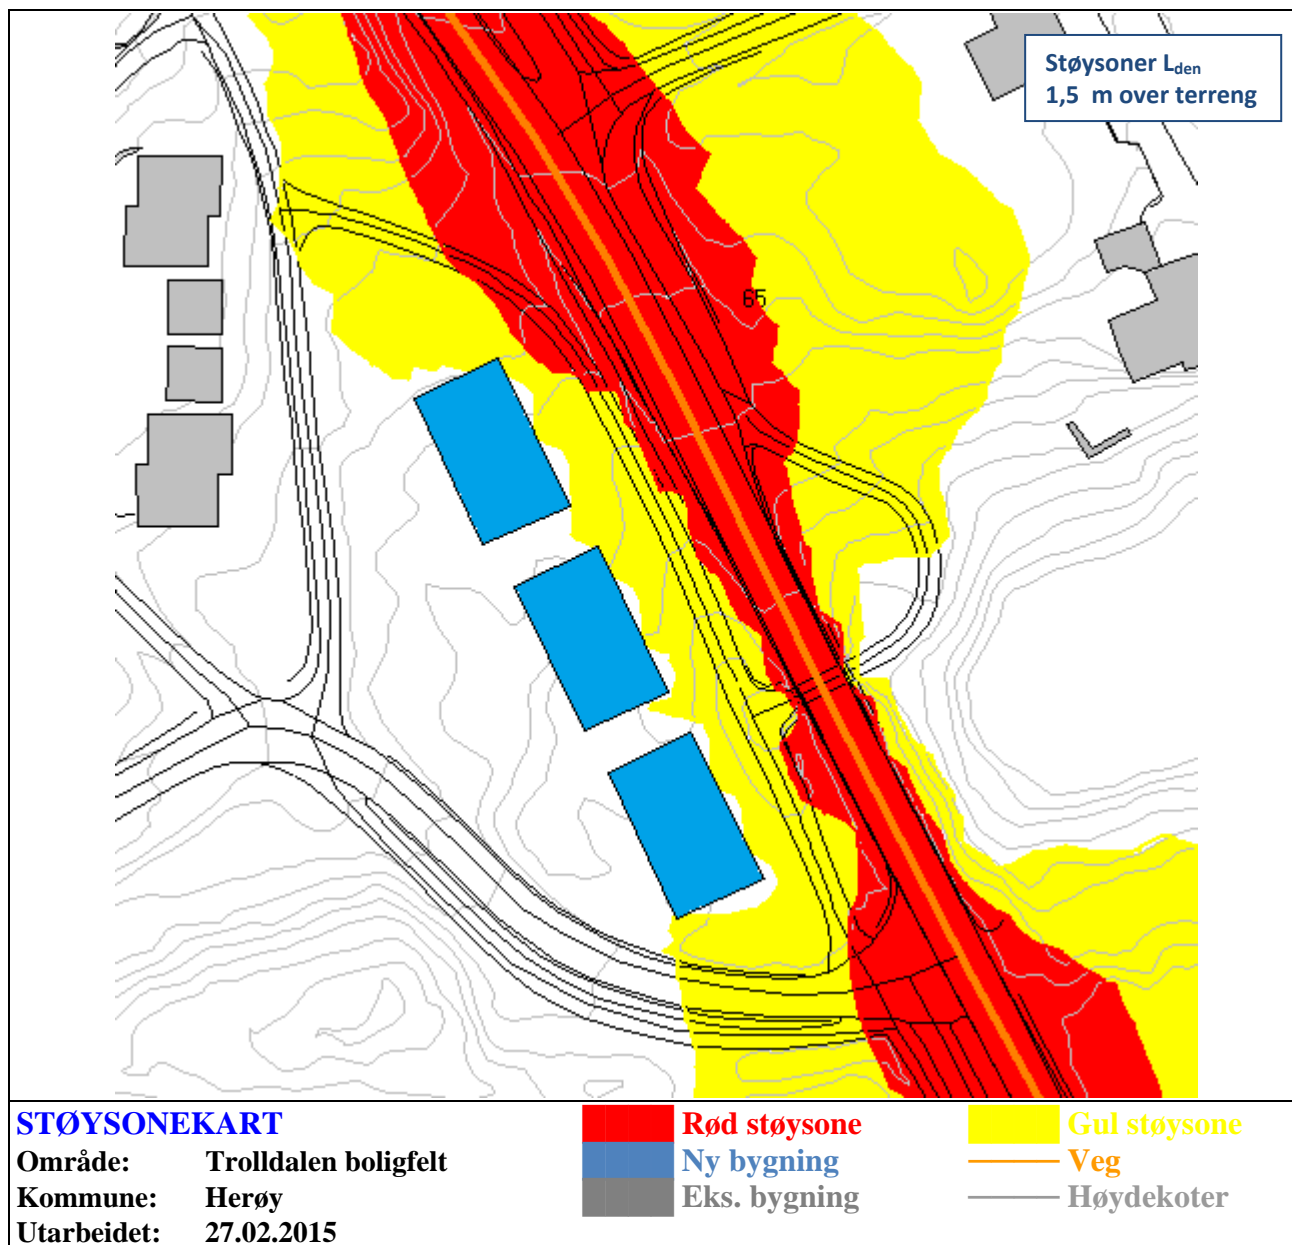 Støysoner Lden
1,5 m over terreng
65
STØYSONEKART
Område: Trolldalen boligfelt
Kommune: Herøy
Utarbeidet: 27.02.2015
Rød støysone
Ny bygning
Eks. bygning
Gul støysone
Veg
Høydekoter